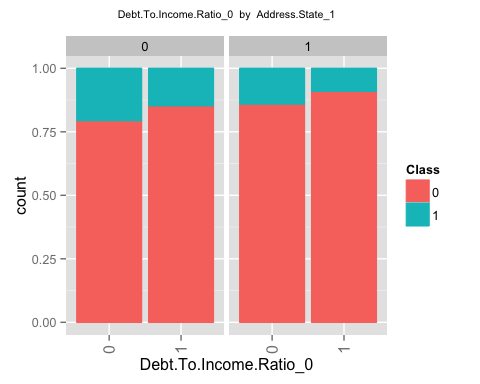 Debt.To.Income.Ratio_0 by Address.State_1
0 1
1.00
0.75
0.50
0.25
0.00
count
0 1 0 1
Debt.To.Income.Ratio_0
Class
0
1